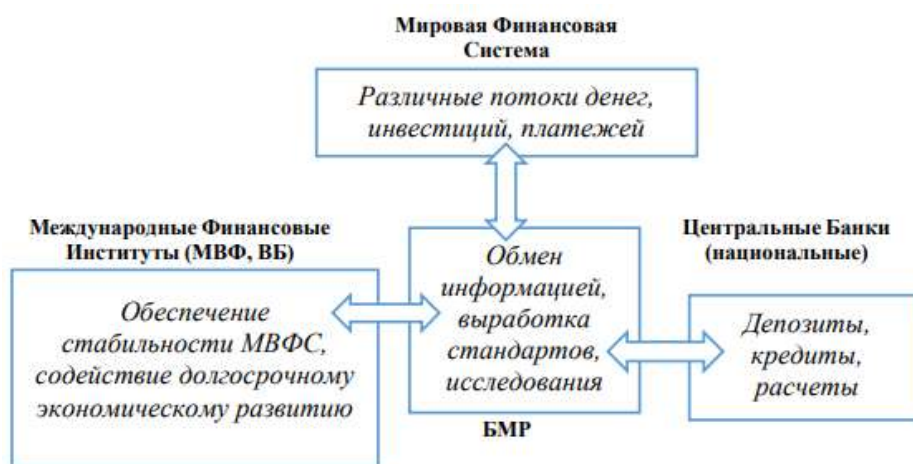 Мировая Финансовая
Система
Различные потоки денег,
инвестиций, платежей
Международные Финансовые
Институты (МВФ, ВБ)
Обеспечение
стабильности МВФС,
содействие долгосрочному
экономическому развитию
Обмен
информацией,
выработка
стандартов,
исследования
БМР
Центральные Банки
(национальные)
Депозиты,
кредиты,
расчеты